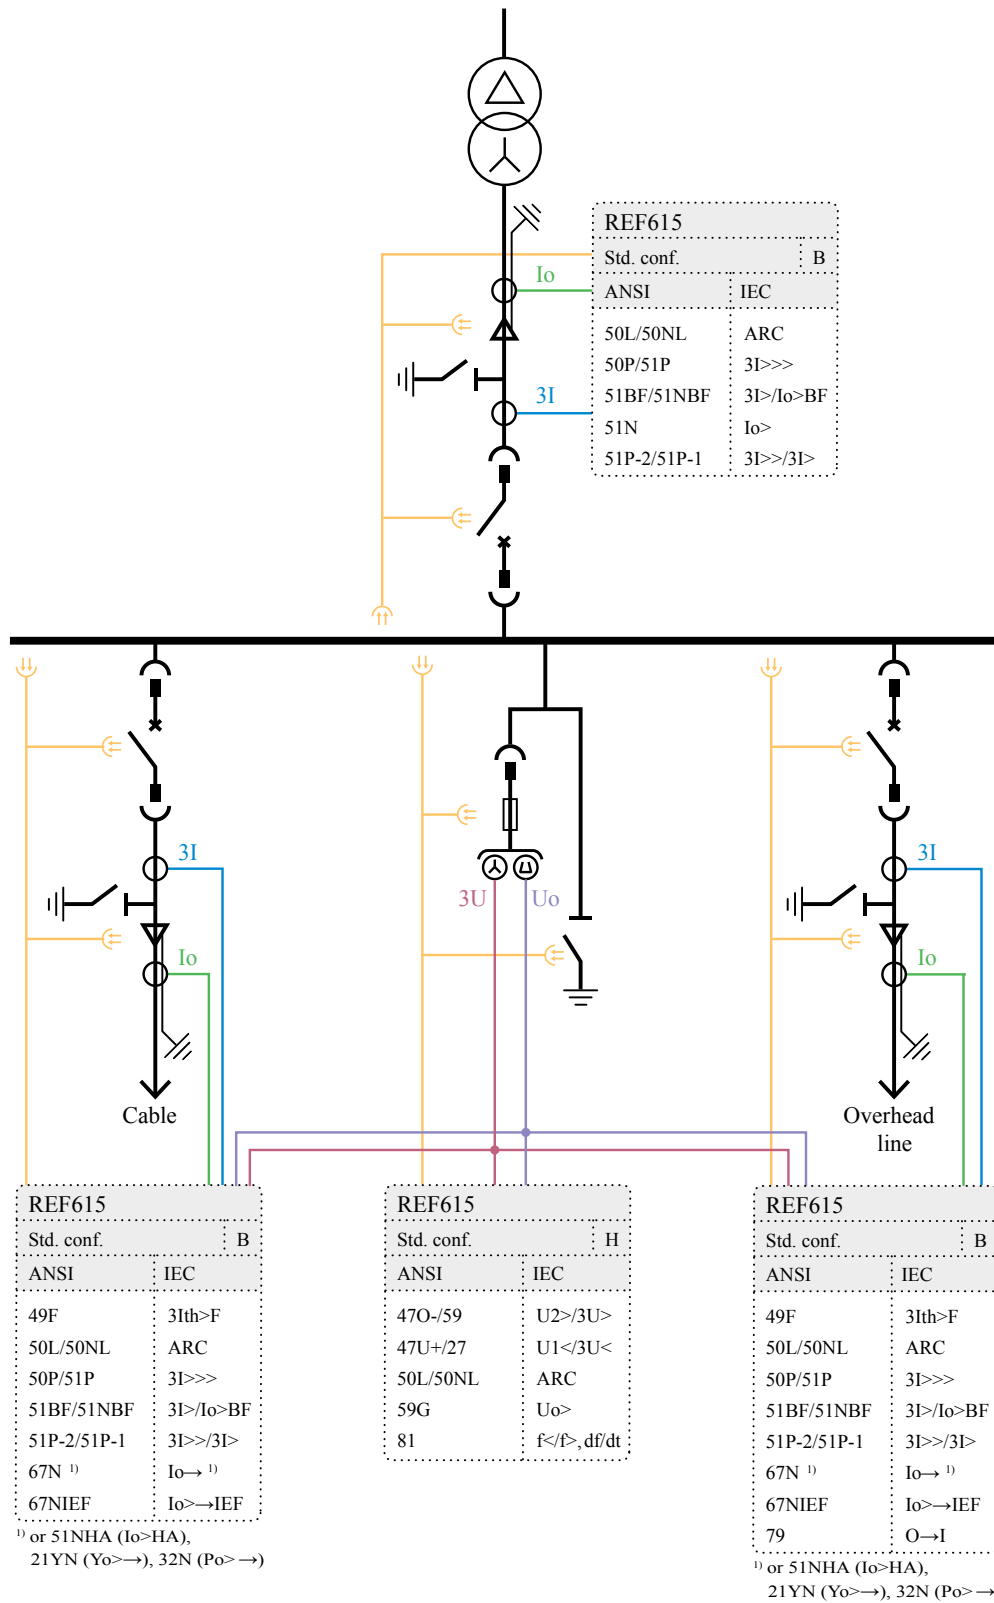 REF615
Std. conf. B
ANSI IEC
50L/50NL ARC
50P/51P 3I>>>
51BF/51NBF 3I>/Io>BF
51N Io>
51P-2/51P-1 3I>>/3I>
Io
3I
3I
Io
Cable
3U Uo
3I
Io
Overhead
line
REF615
Std. conf. B
ANSI IEC
49F 3Ith>F
50L/50NL ARC
50P/51P 3I>>>
51BF/51NBF 3I>/Io>BF
51P-2/51P-1 3I>>/3I>
67N ¹⁾ Io→ ¹⁾
67NIEF Io>→IEF
¹⁾ or 51NHA (Io>HA),
21YN (Yo>→), 32N (Po>→)
REF615
Std. conf. H
ANSI IEC
47O-/59 U2>/3U>
47U+/27 U1</3U<
50L/50NL ARC
59G Uo>
81 f</f>, df/dt
REF615
Std. conf. B
ANSI IEC
49F 3Ith>F
50L/50NL ARC
50P/51P 3I>>>
51BF/51NBF 3I>/Io>BF
51P-2/51P-1 3I>>/3I>
67N ¹⁾ Io→ ¹⁾
67NIEF Io>→IEF
79 O→I
¹⁾ or 51NHA (Io>HA),
21YN (Yo>→), 32N (Po>→